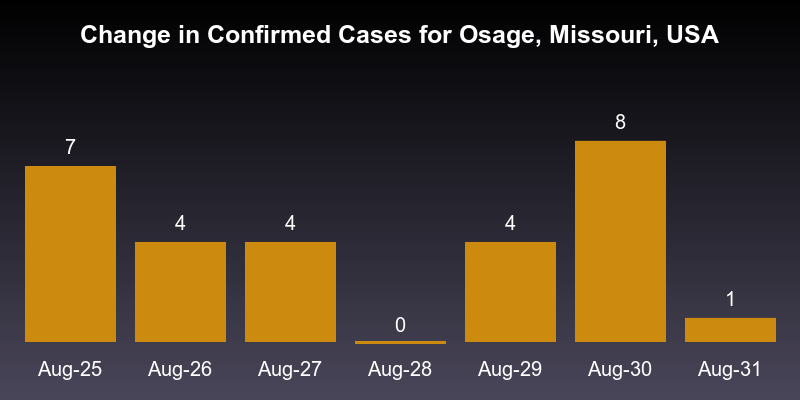 Change in Confirmed Cases for Osage, Missouri, USA
7 4 4 0 4 8 1
Aug-25 Aug-26 Aug-27 Aug-28 Aug-29 Aug-30 Aug-31